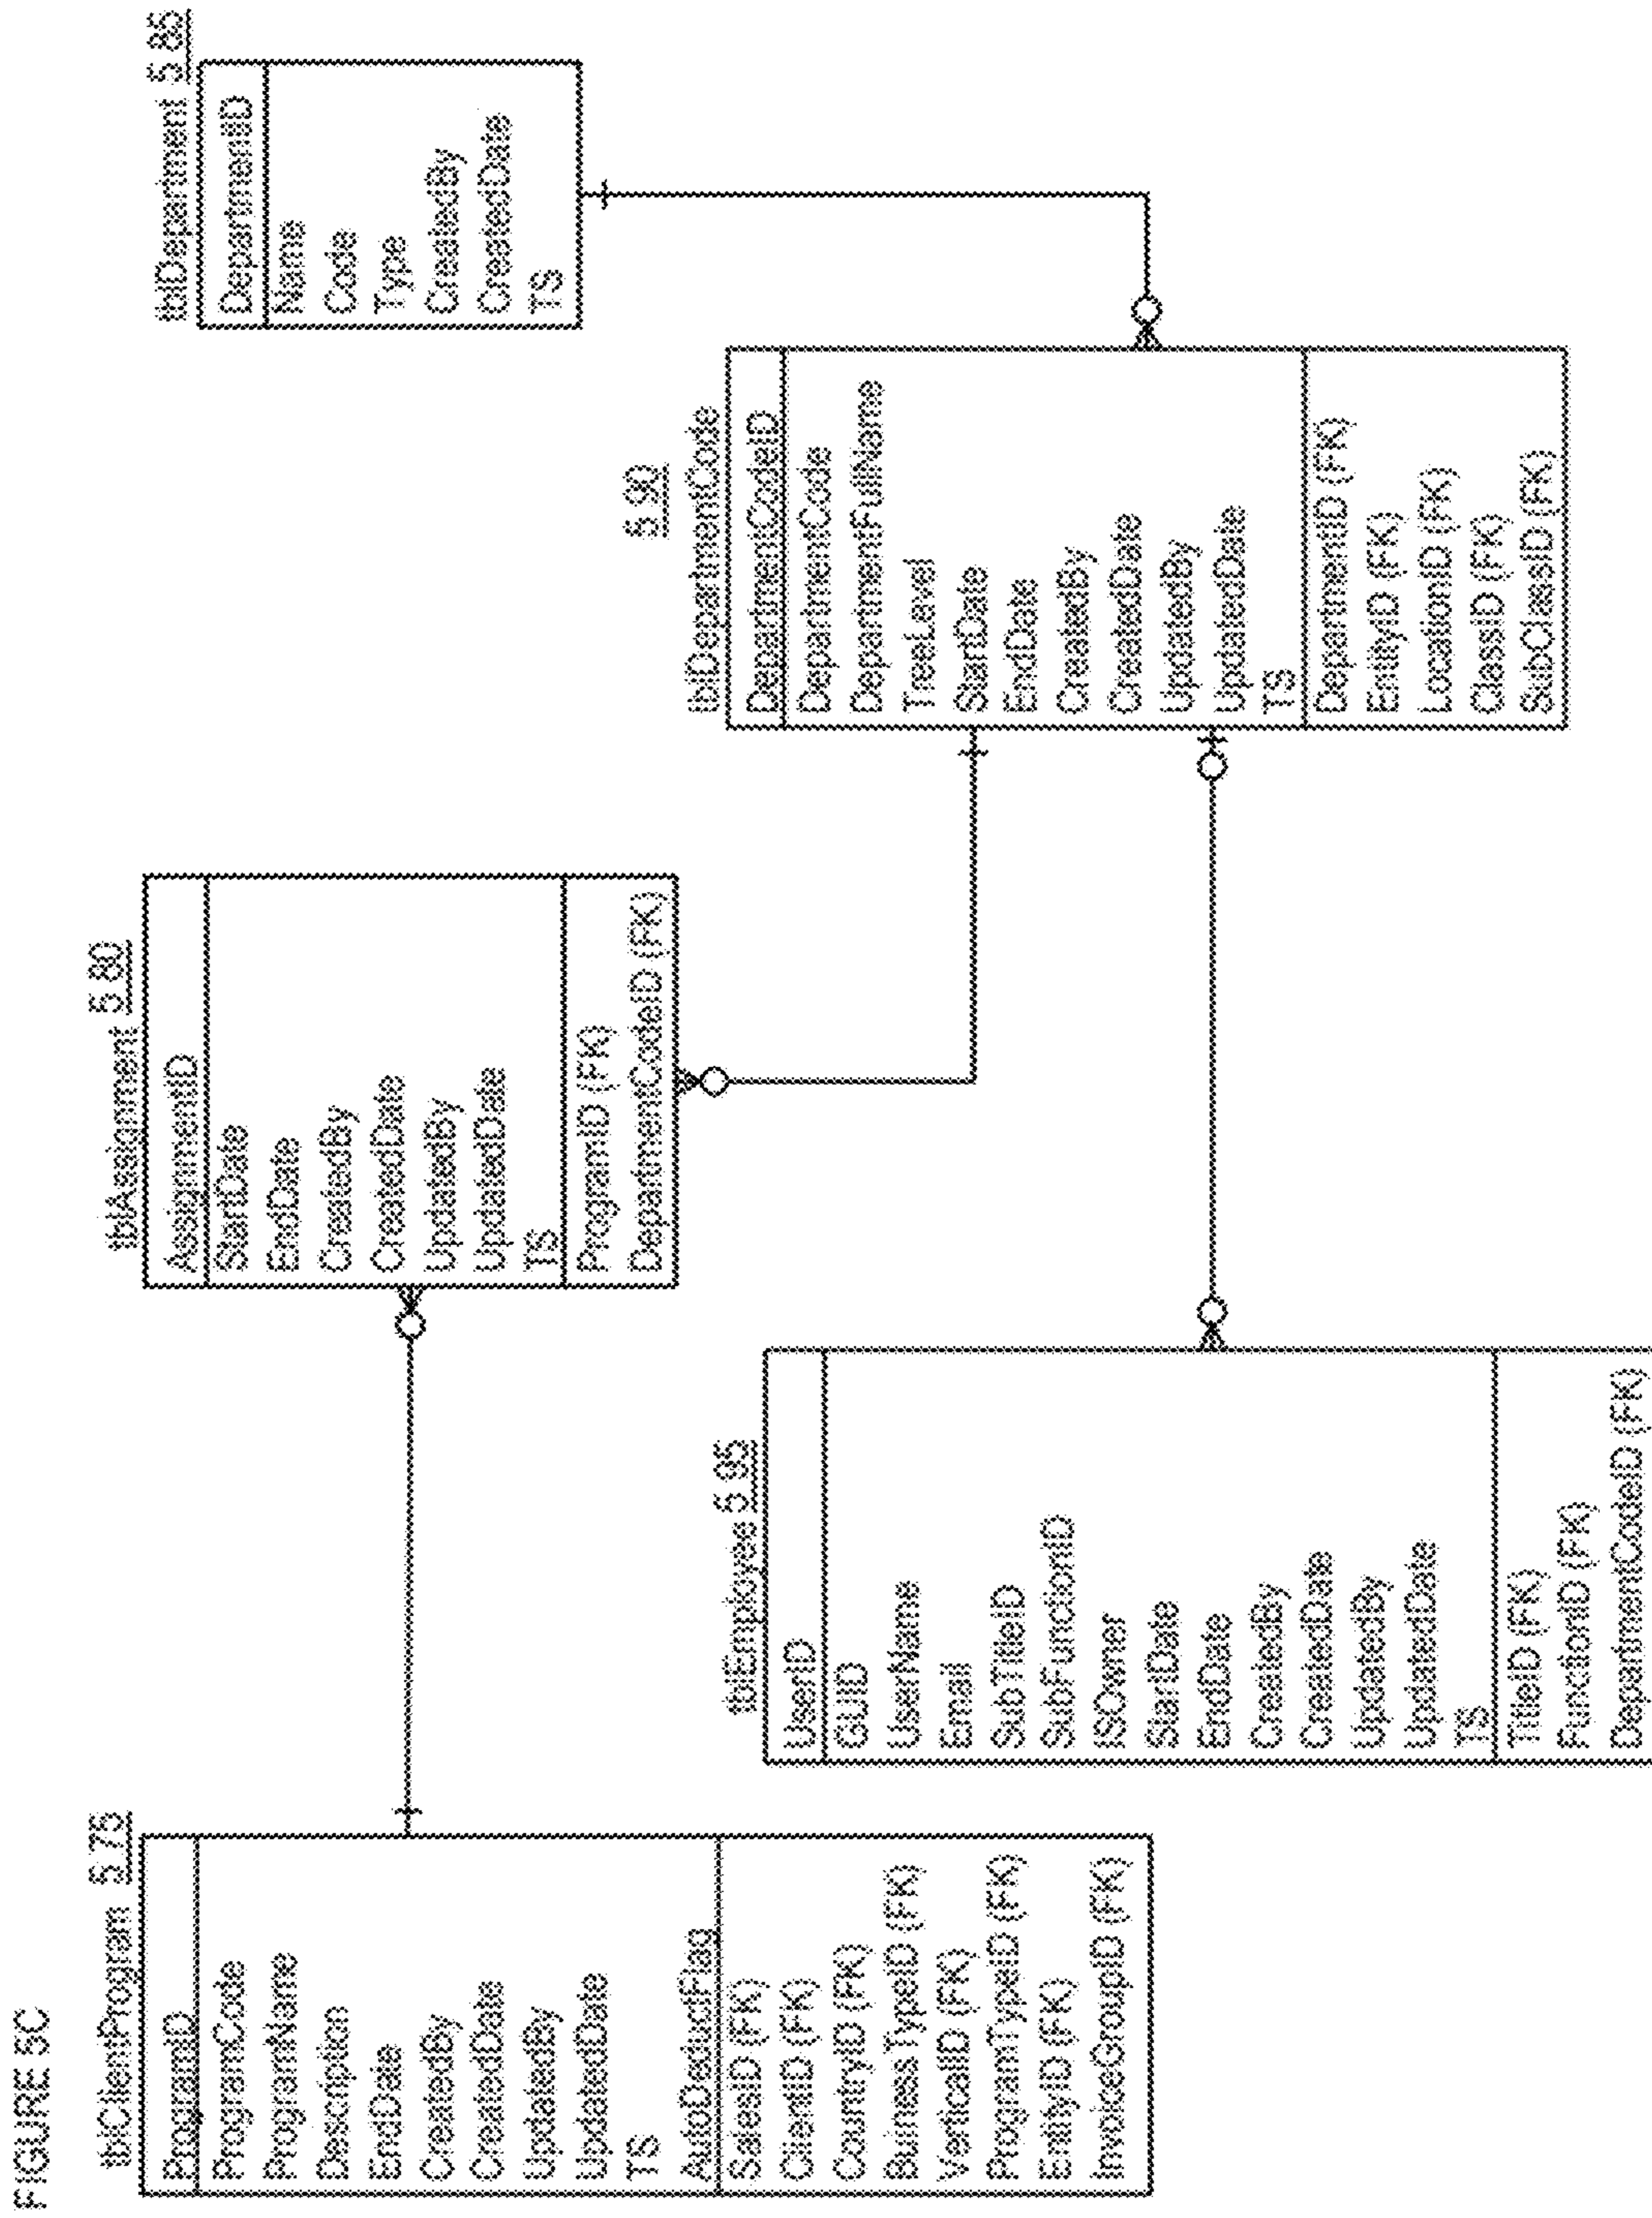 FIGURE 5C
tblClientProgram 5 75
ProgramID
ProgramCode
ProgramName
Description
EndDate
CreatedBy
CreatedDate
UpdatedBy
UpdatedDate
TS
AutoDeductFlag
SalesID (FK)
ClientID (FK)
CountryID (FK)
BuinessTypeID (FK)
VerticalID (FK)
ProgramTypeID (FK)
EntityID (FK)
InvoiceGroupID (FK)
tblAssignment 5 80
AssignmentID
StartDate
EndDate
CreatedBy
CreatedDate
UpdatedBy
UpdatedDate
TS
ProgramID (FK)
DepartmentCodeID (FK)
tblDepartment 5 85
DepartmentID
Name
Code
Type
CreatedBy
CreatedDate
TS
tblEmployee 5 95
UserID
GUID
UserName
Email
SubTitleID
SubFunctionID
ISOwner
StartDate
EndDate
CreatedBy
CreatedDate
UpdatedBy
UpdatedDate
TS
TitleID (FK)
FunctionID (FK)
DepartmentCodeID (FK)
5 90
tblDepartmentCode
DepartmentCodeID
DepartmentCode
DepartmentFullName
TreeLevel
StartDate
EndDate
CreatedBy
CreatedDate
UpdatedBy
UpdatedDate
TS
DepartmentID (FK)
EntityID (FK)
LocationID (FK)
ClassID (FK)
SubClassID (FK)